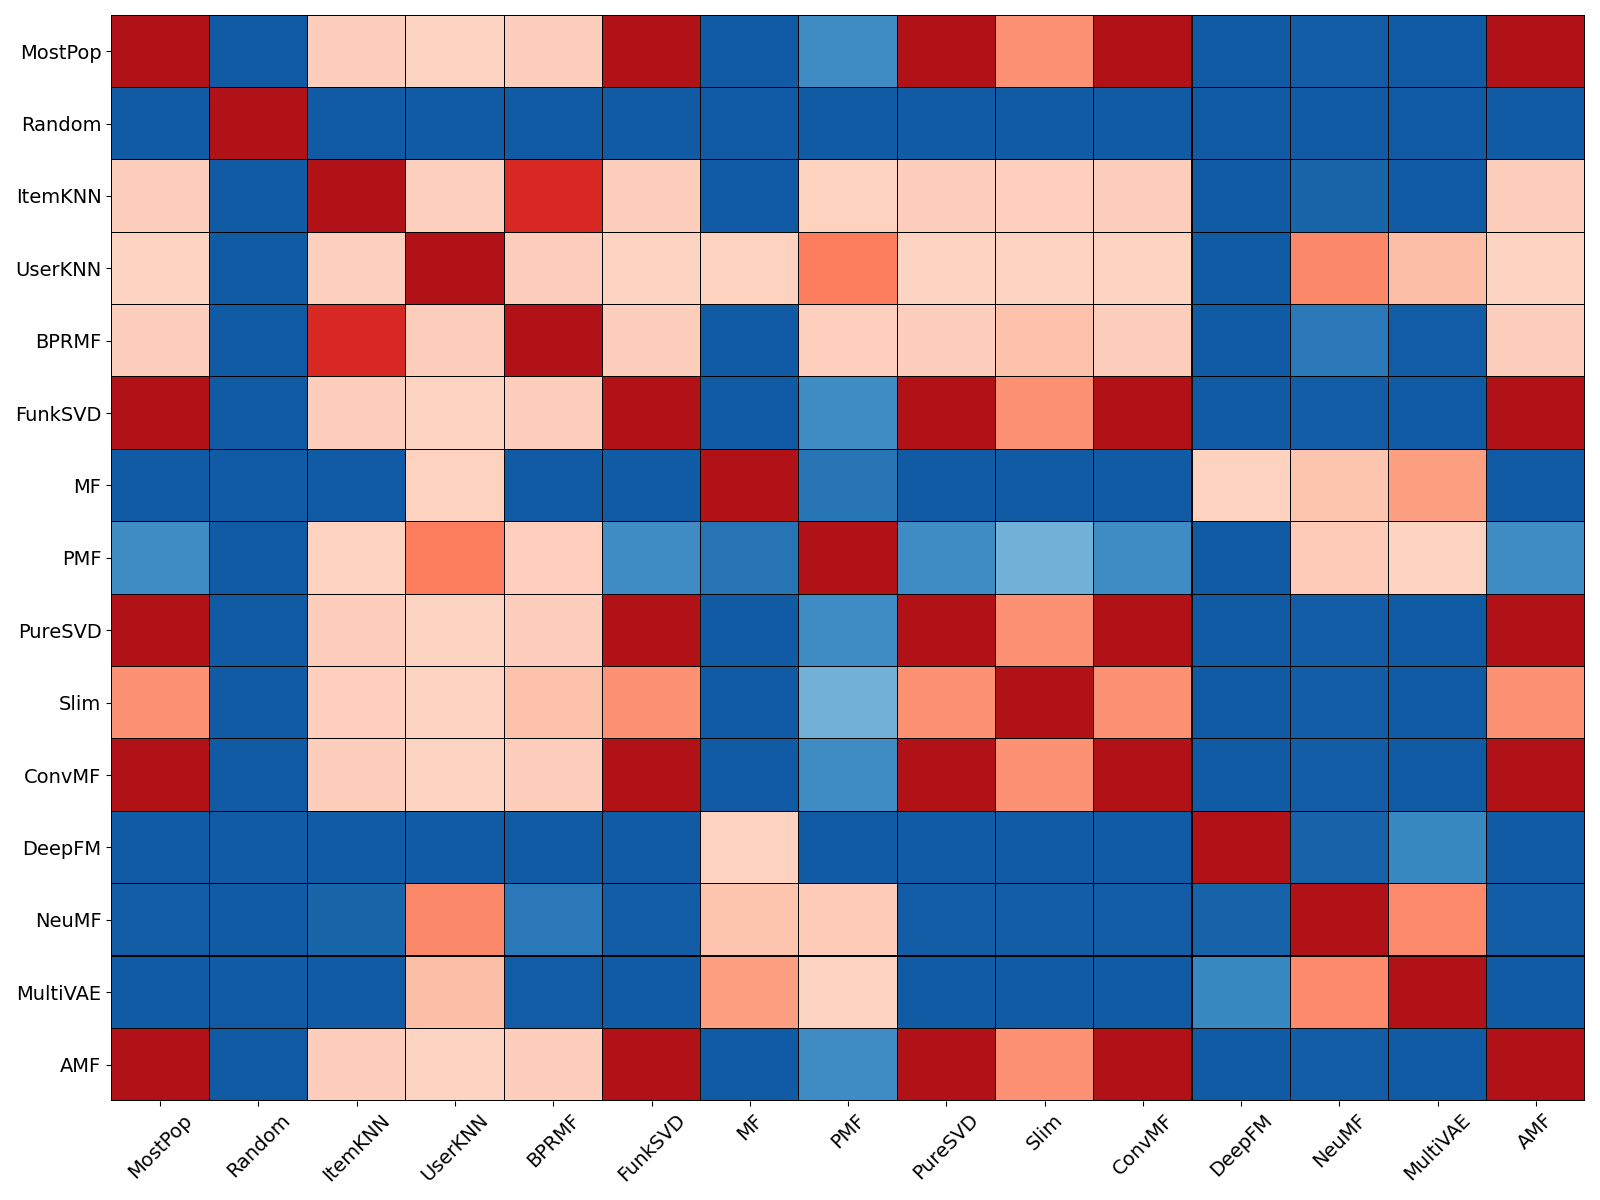 MostPop
Random
ItemKNN
UserKNN
BPRMF
FunkSVD
MF
PMF
PureSVD
Slim
ConvMF
DeepFM
NeuMF
MultiVAE
AMF
MostPop Random ItemKNN UserKNN BPRMF FunkSVD MF PMF PureSVD Slim ConvMF DeepFM NeuMF MultiVAE AMF